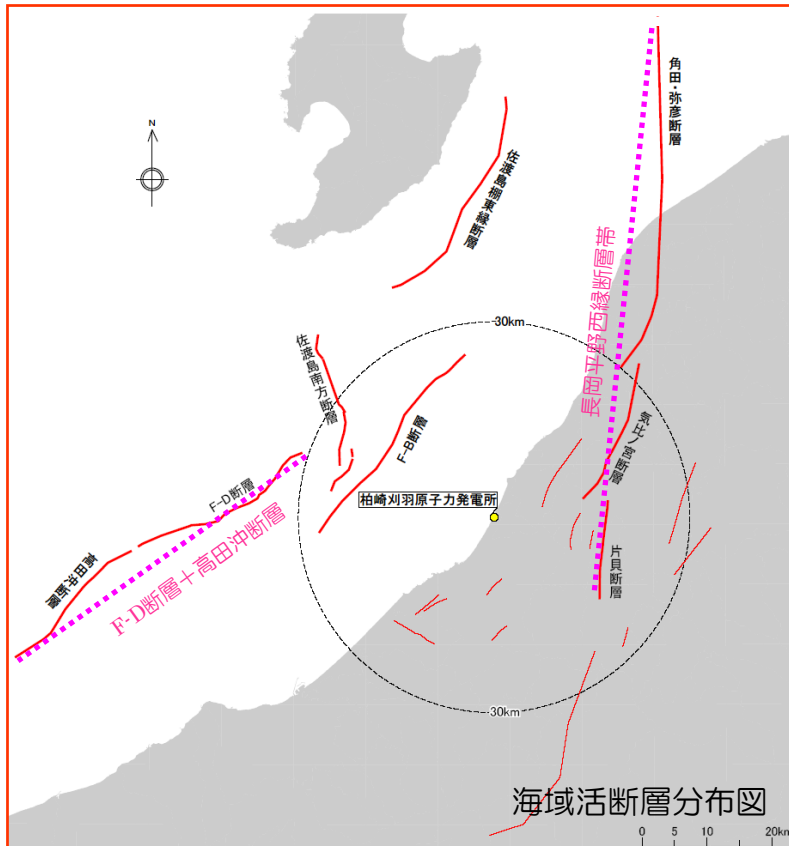 N
角田・弥彦断層
佐渡島棚東縁断層
長岡平野西縁断層帯
30km
佐渡島南方断層
F-B断層
気比ノ宮断層
F-D断層
柏崎刈羽原子力発電所
F-D断層+高田沖断層
高田沖断層
片貝断層
30km
海域活断層分布図
0 5 10 20km